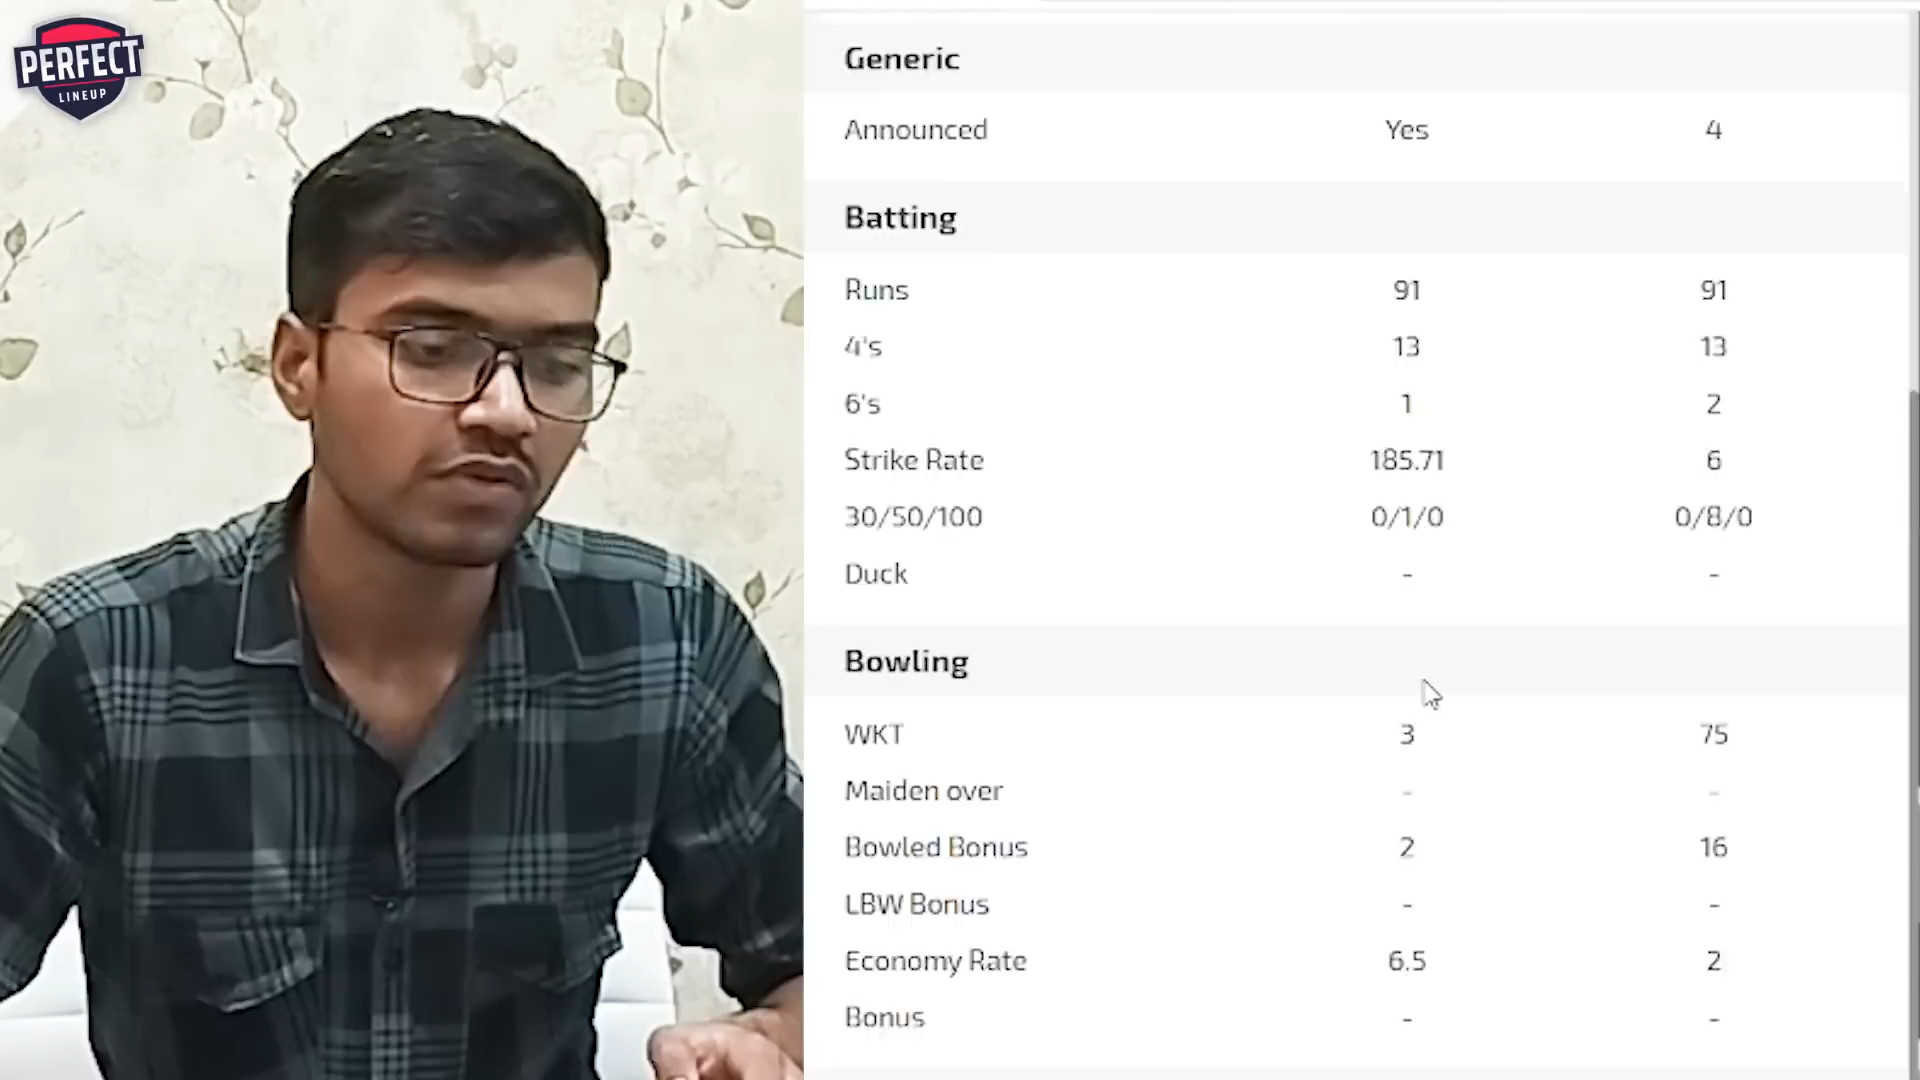 PERFECT
LINEUP
Generic
Announced Yes 4
Batting
Runs 91 91
4's 13 13
6's 1 2
Strike Rate 185.71 6
30/50/100 0/1/0 0/8/0
Duck - -
Bowling
WKT 3 75
Maiden over - -
Bowled Bonus 2 16
LBW Bonus - -
Economy Rate 6.5 2
Bonus - -